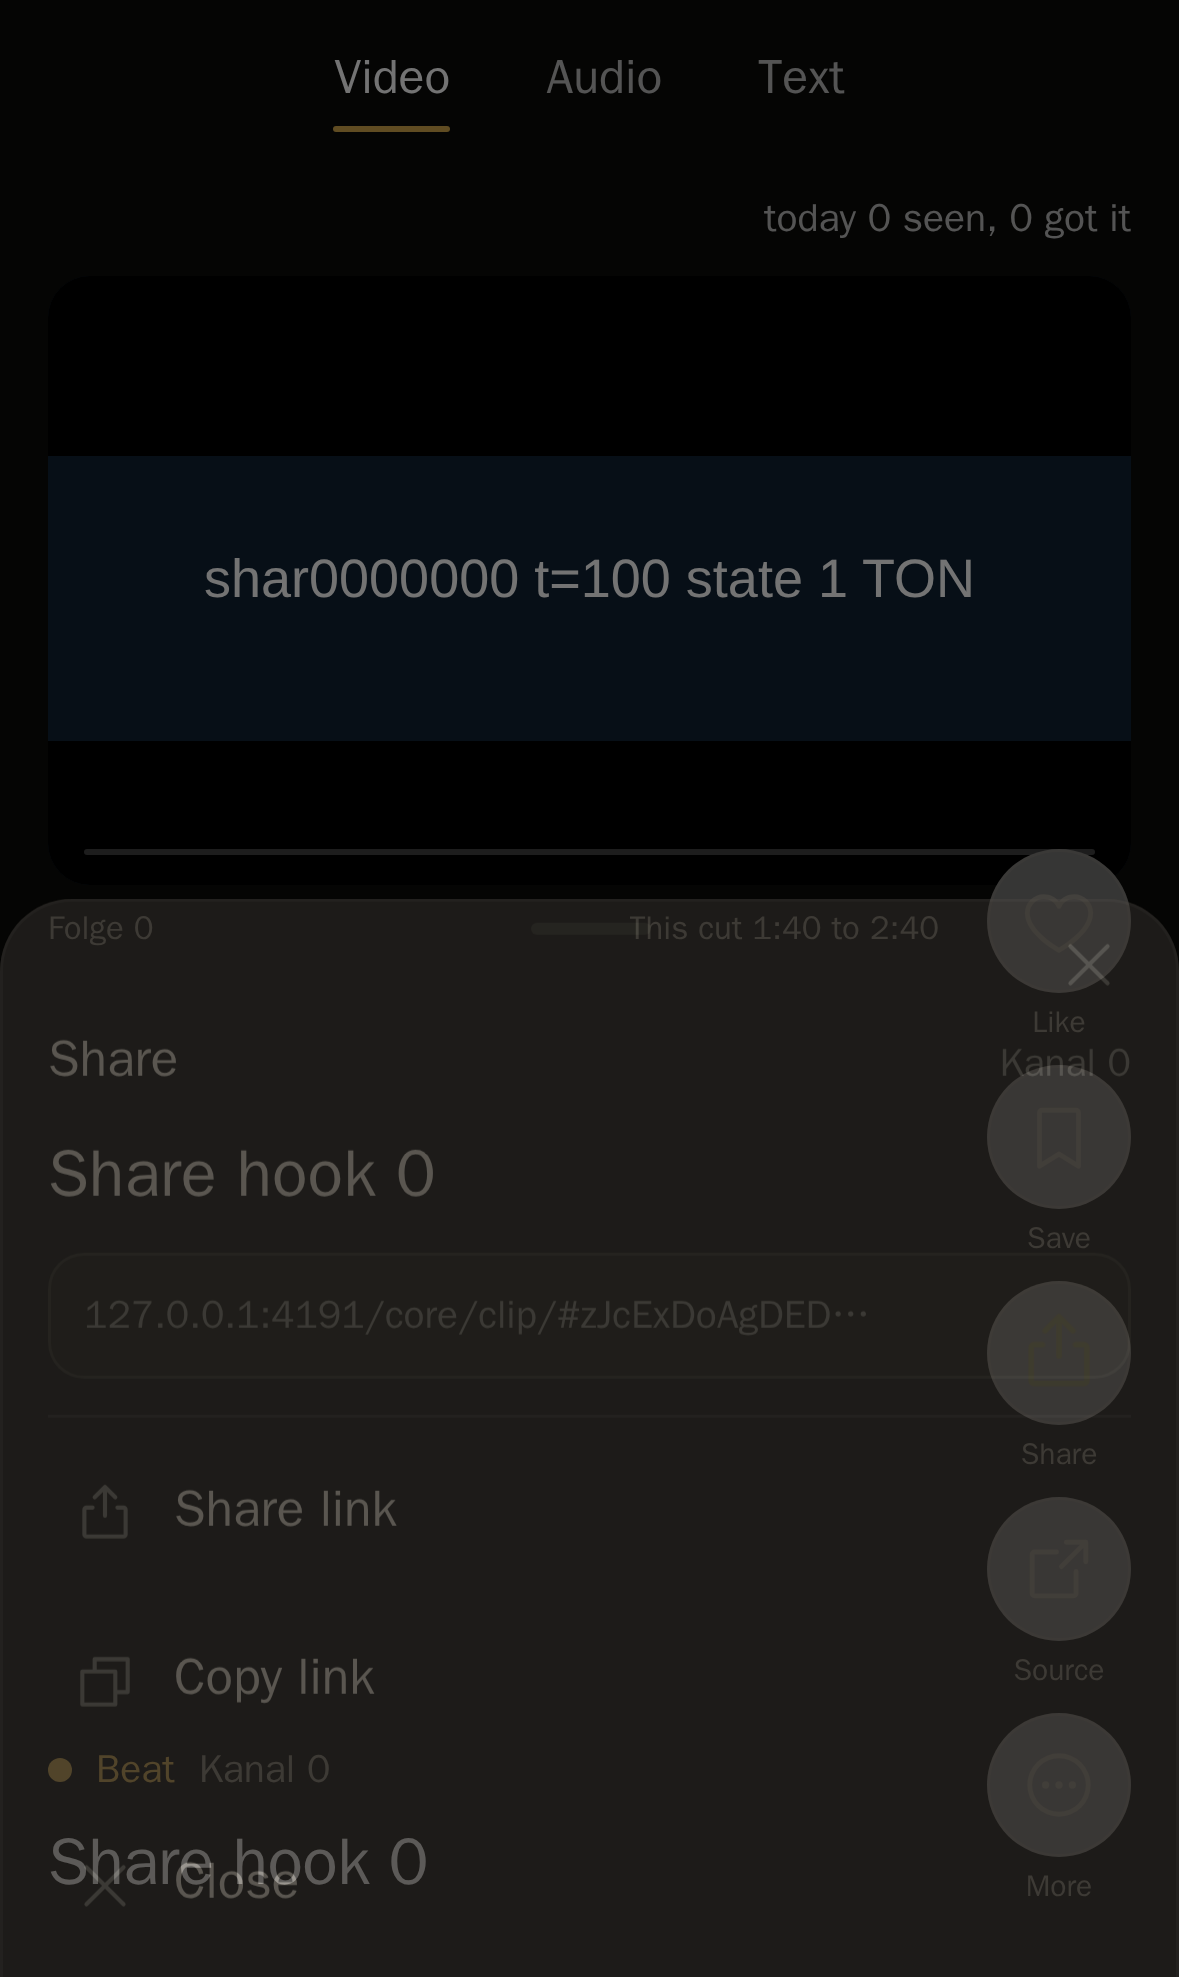 Video Audio Text
today 0 seen, 0 got it
shar0000000 t=100 state 1 TON
Folge 0 This cut 1:40 to 2:40
Like
Share Kanal 0
Share hook 0
Save
127.0.0.1:4191/core/clip/#zJcExDoAgDED···
Share
Share link
Source
Copy link
Beat Kanal 0
Share hook 0
Close
More